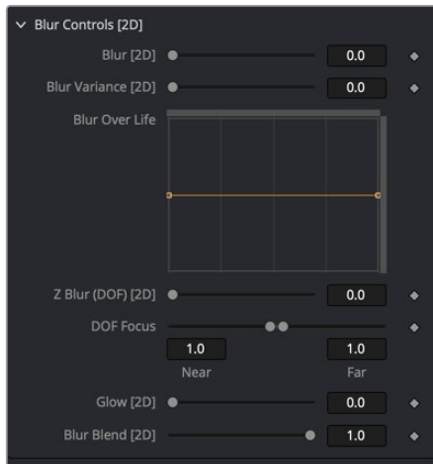 Blur Controls [2D]
Blur [2D] 0.0
Blur Variance [2D] 0.0
Blur Over Life
Z Blur (DOF) [2D] 0.0
DOF Focus
1.0 1.0
Near Far
Glow [2D] 0.0
Blur Blend [2D] 1.0